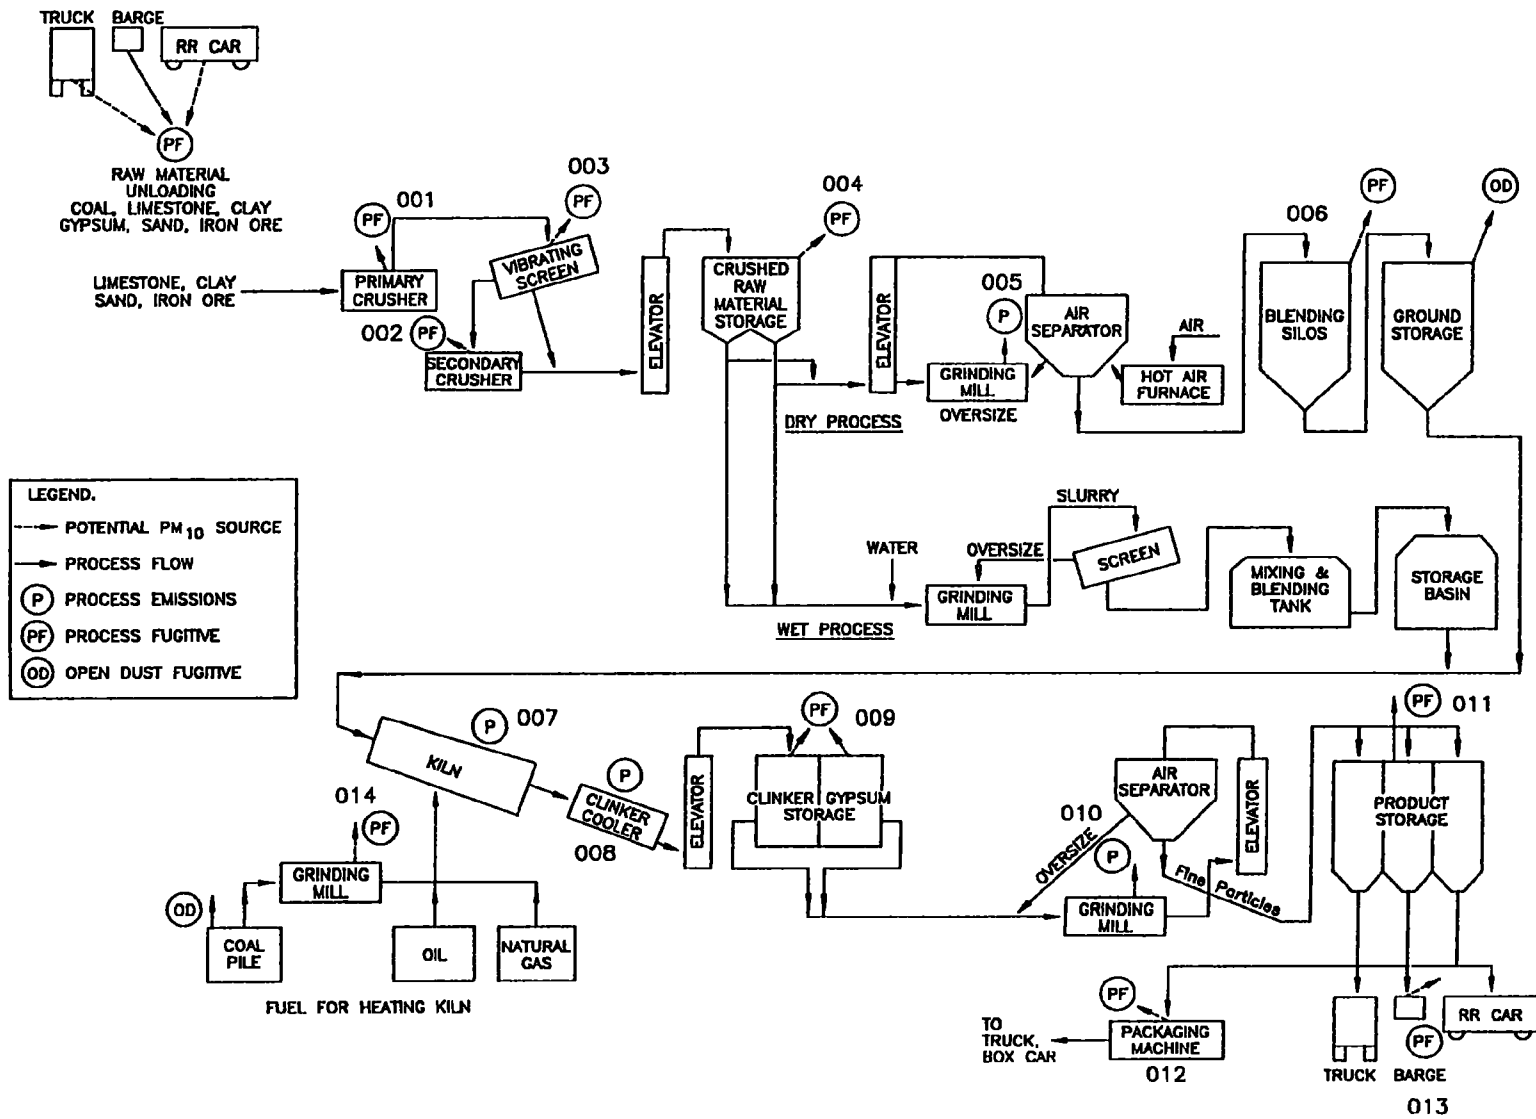 TRUCK
BARGE
RR CAR
PF
RAW MATERIAL
UNLOADING
COAL, LIMESTONE, CLAY
GYPSUM, SAND, IRON ORE
LIMESTONE, CLAY
SAND, IRON ORE
PF
001
PRIMARY
CRUSHER
003
PF
VIBRATING
SCREEN
002
PF
SECONDARY
CRUSHER
ELEVATOR
004
PF
CRUSHED
RAW
MATERIAL
STORAGE
ELEVATOR
005
P
AIR
SEPARATOR
GRINDING
MILL
OVERSIZE
AIR
HOT AIR
FURNACE
DRY PROCESS
006
PF
BLENDING
SILOS
OD
GROUND
STORAGE
LEGEND.
POTENTIAL PM10 SOURCE
PROCESS FLOW
P PROCESS EMISSIONS
PF PROCESS FUGITIVE
OD OPEN DUST FUGITIVE
WATER
WET PROCESS
GRINDING
MILL
OVERSIZE
SLURRY
SCREEN
MIXING &
BLENDING
TANK
STORAGE
BASIN
P
007
KILN
P
CLINKER
COOLER
008
ELEVATOR
PF
009
CLINKER GYPSUM
STORAGE
014
PF
GRINDING
MILL
OD
COAL
PILE
OIL
NATURAL
GAS
FUEL FOR HEATING KILN
010
P
OVERSIZE
AIR
SEPARATOR
ELEVATOR
Fine Particles
GRINDING
MILL
PF
011
PRODUCT
STORAGE
PF
PACKAGING
MACHINE
012
TO
TRUCK,
BOX CAR
TRUCK
BARGE
PF
013
RR CAR